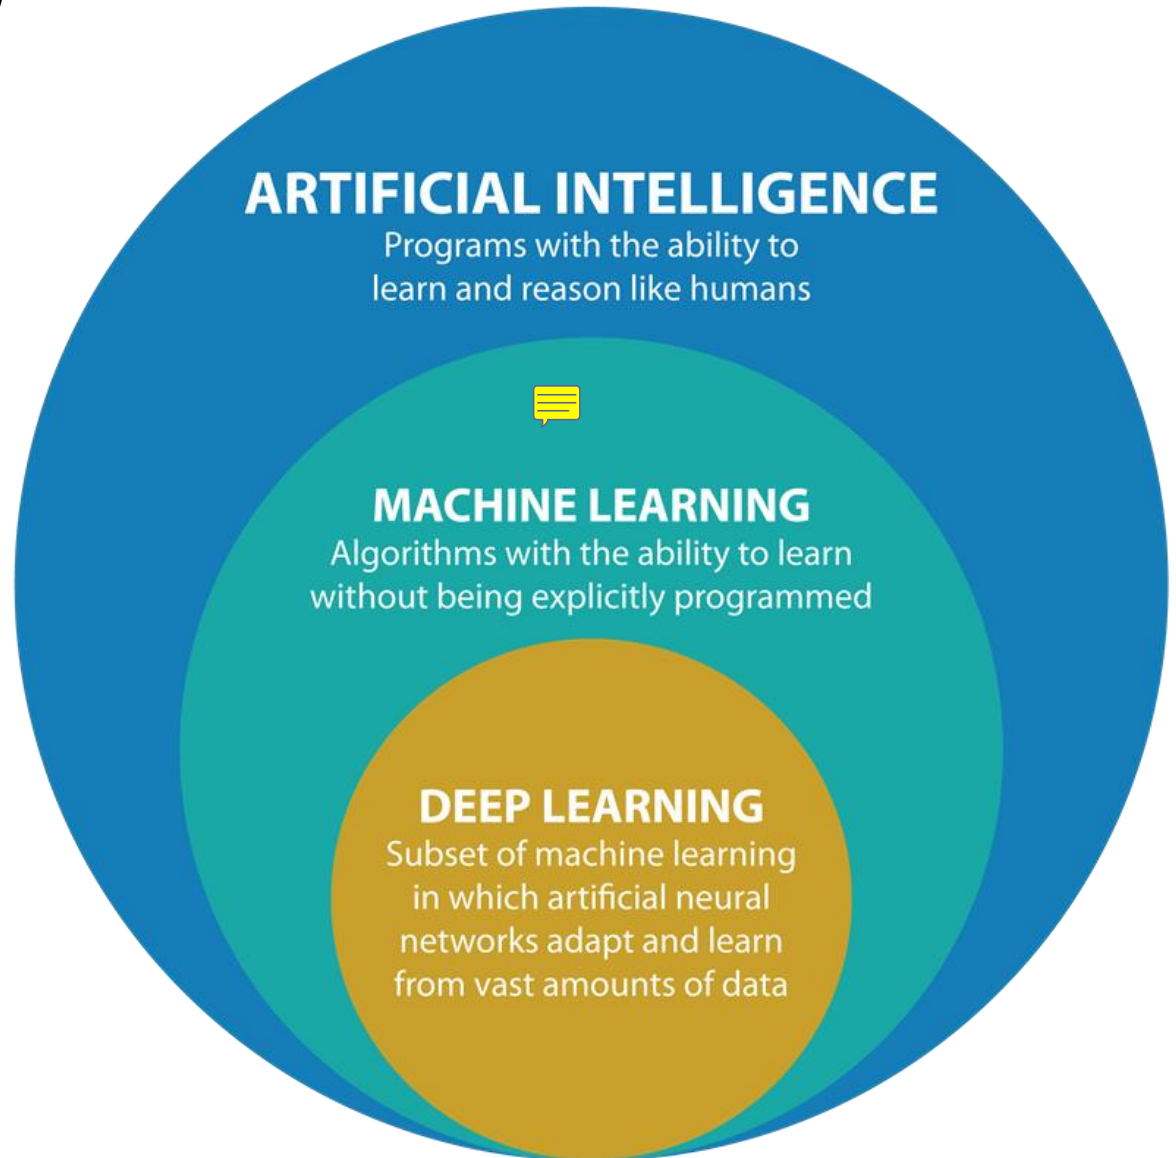 ARTIFICIAL INTELLIGENCE
Programs with the ability to
learn and reason like humans
MACHINE LEARNING
Algorithms with the ability to learn
without being explicitly programmed
DEEP LEARNING
Subset of machine learning
in which artificial neural
networks adapt and learn
from vast amounts of data